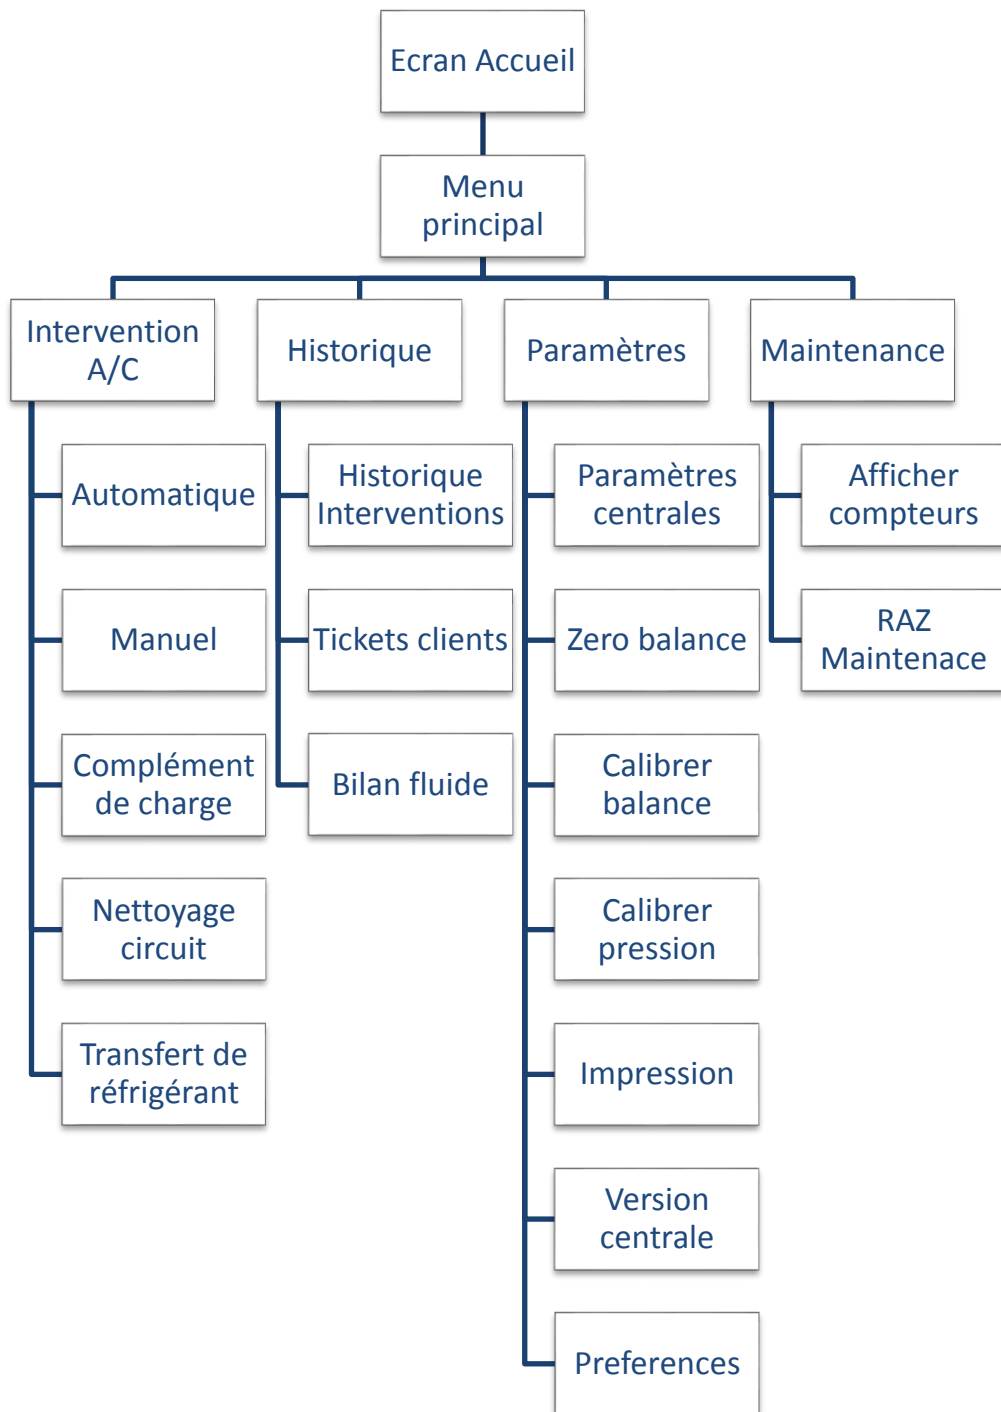 Ecran Accueil
Menu
principal
Intervention
A/C
Historique
Paramètres
Maintenance
Automatique
Manuel
Complément
de charge
Nettoyage
circuit
Transfert de
réfrigérant
Historique
Interventions
Tickets clients
Bilan fluide
Paramètres
centrales
Zero balance
Calibrer
balance
Calibrer
pression
Impression
Version
centrale
Preferences
Afficher
compteurs
RAZ
Maintenace